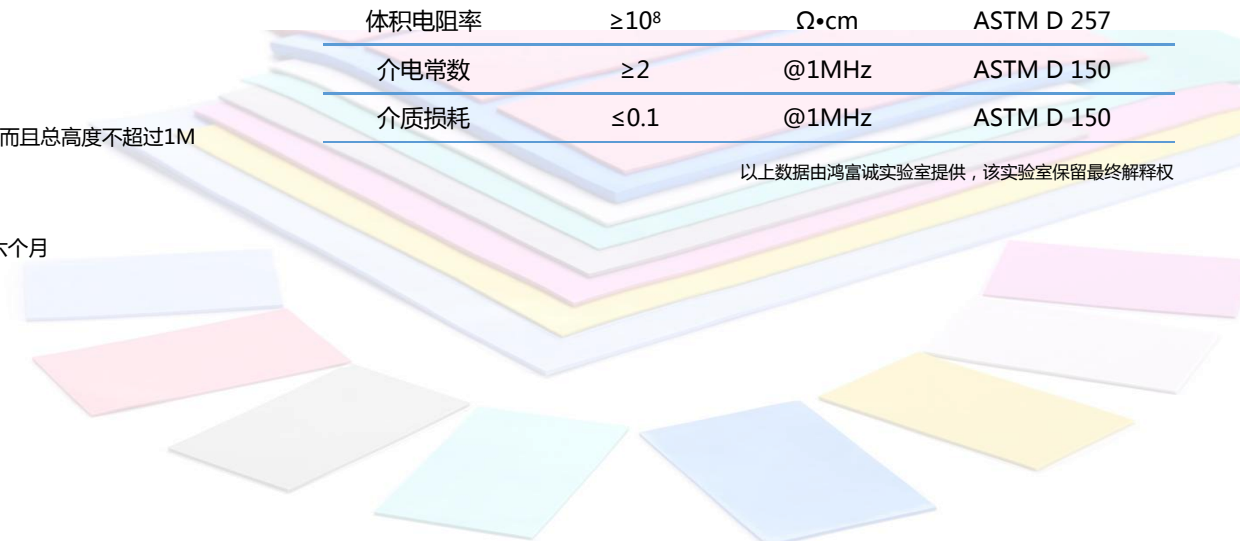 体积电阻率 ≥10⁸ Ω•cm ASTM D 257
介电常数 ≥2 @1MHz ASTM D 150
介质损耗 ≤0.1 @1MHz ASTM D 150
而且总高度不超过1M
以上数据由鸿富诚实验室提供，该实验室保留最终解释权
六个月